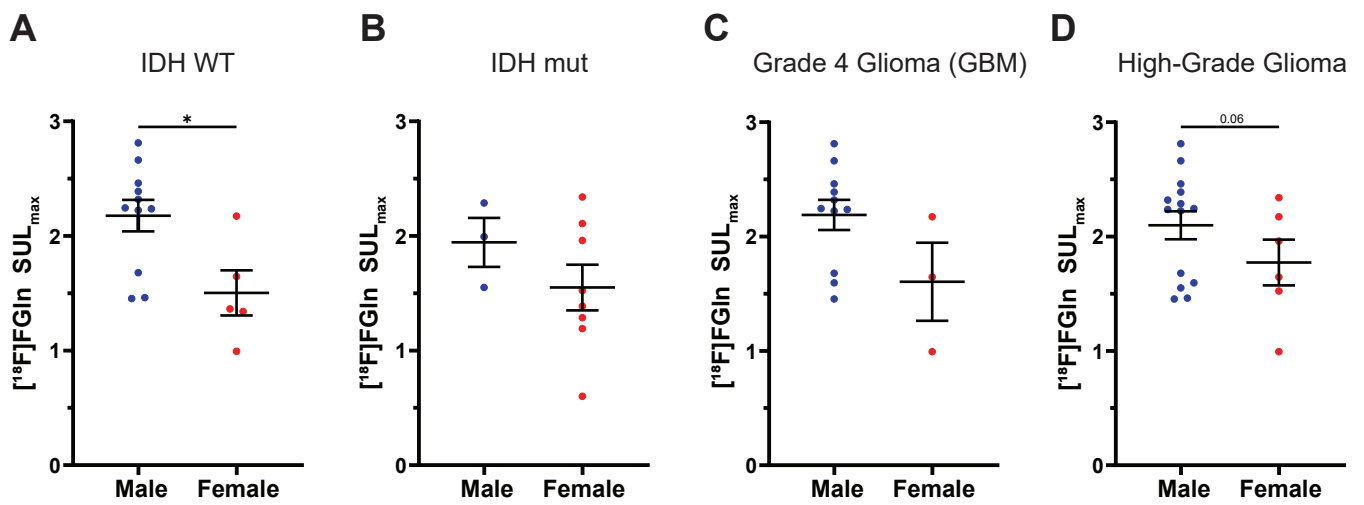 A
B
C
D
IDH WT
IDH mut
Grade 4 Glioma (GBM)
High-Grade Glioma
[¹⁸F]FGln SULmax
3
2
1
0
*
Male Female
[¹⁸F]FGln SULmax
3
2
1
0
Male Female
[¹⁸F]FGln SULmax
3
2
1
0
Male Female
[¹⁸F]FGln SULmax
3
2
1
0
0.06
Male Female